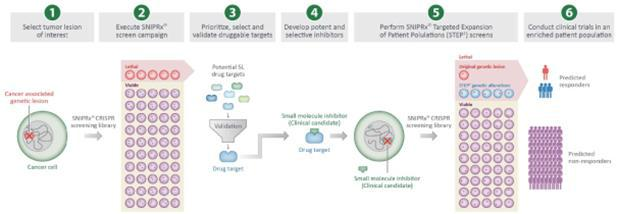 1
Select tumor lesion
of interest
Cancer associated
genetic lesion
Cancer cell
SNIPRx® CRISPR
screening library
2
Execute SNIPRx®
screen campaign
Lethal
Viable
3
Prioritize, select and
validate druggable targets
Potential SL
drug targets
Validation
Drug target
4
Develop potent and
selective inhibitors
Small molecule inhibitor
(Clinical candidate)
Drug target
5
Perform SNIPRx® Targeted Expansion
of Patient Polulations (STEP²) screens
Small molecule inhibitor
(Clinical candidate)
SNIPRx® CRISPR
screening library
Lethal
Original genetic lesion
STEP² genetic alterations
Viable
6
Conduct clinical trials in an
enriched patient population
Predicted
responders
Predicted
non-responders